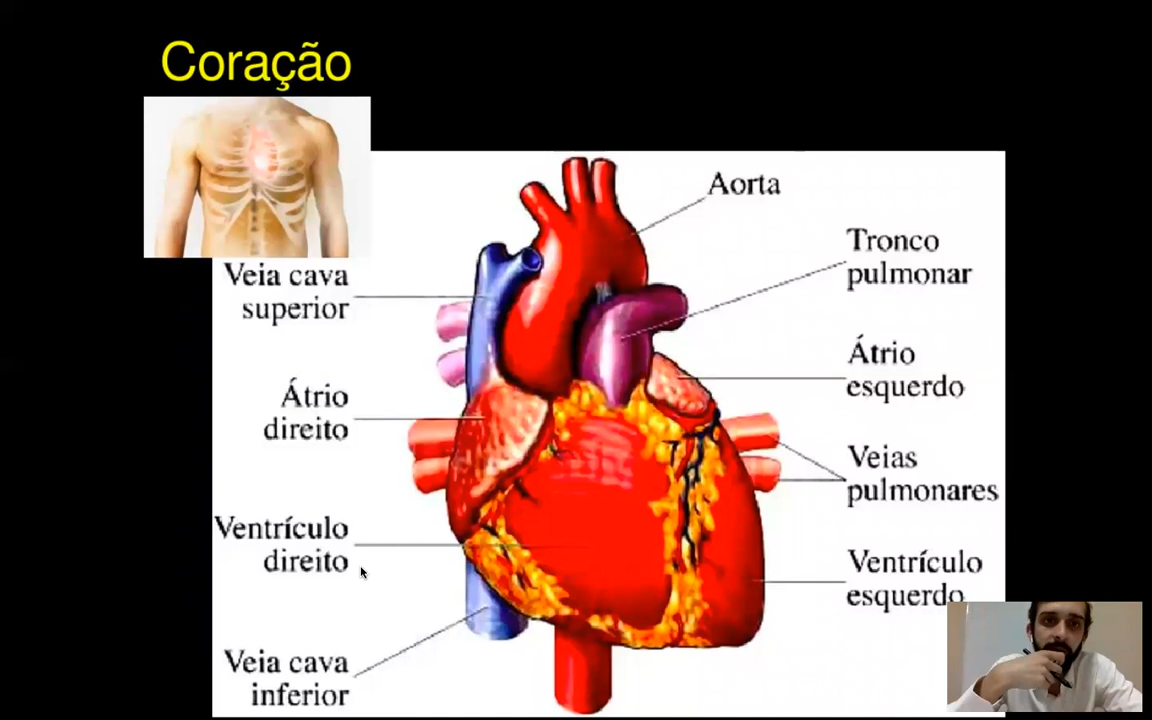 Coração
Aorta
Tronco
pulmonar
Veia cava
superior
Átrio
esquerdo
Átrio
direito
Veias
pulmonares
Ventrículo
direito
Ventrículo
esquerdo
Veia cava
inferior